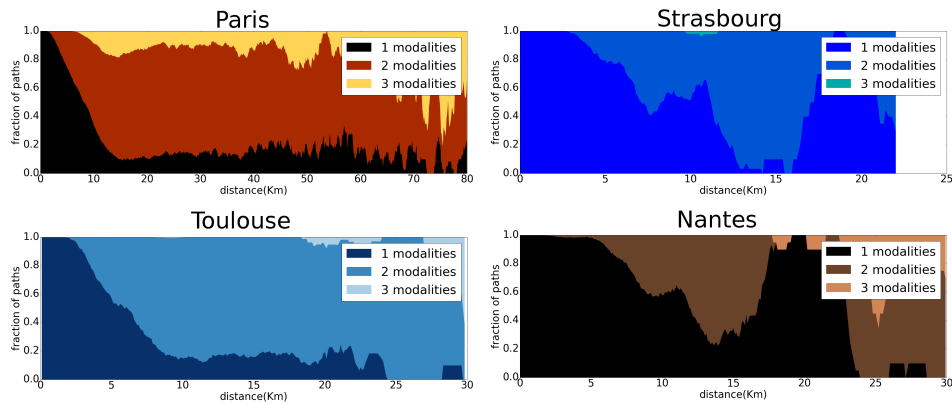 Paris
1.0
0.8
0.6
0.4
0.2
0.0
fraction of paths
1 modalities
2 modalities
3 modalities
0 10 20 30 40 50 60 70 80
distance(Km)
Strasbourg
1.0
0.8
0.6
0.4
0.2
0.0
fraction of paths
1 modalities
2 modalities
3 modalities
0 5 10 15 20 25
distance(Km)
Toulouse
1.0
0.8
0.6
0.4
0.2
0.0
fraction of paths
1 modalities
2 modalities
3 modalities
0 5 10 15 20 25 30
distance(Km)
Nantes
1.0
0.8
0.6
0.4
0.2
0.0
fraction of paths
1 modalities
2 modalities
3 modalities
0 5 10 15 20 25 30
distance(Km)